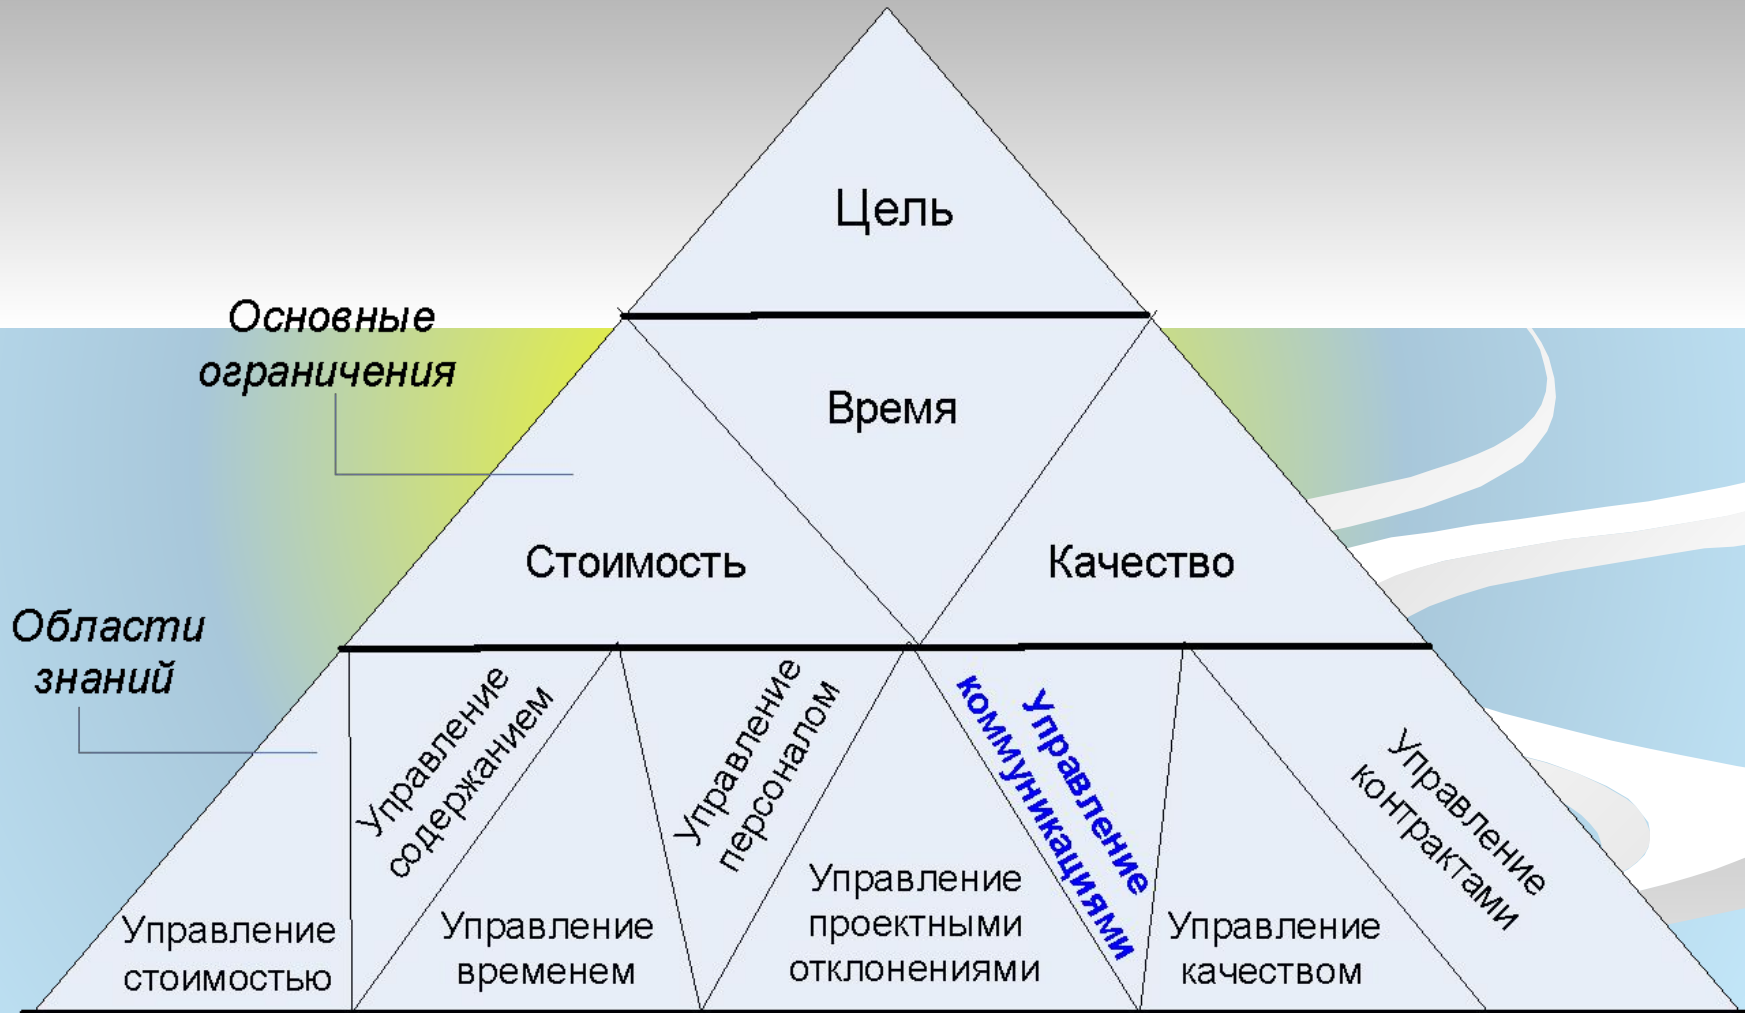 Цель
Основные
ограничения
Время
Стоимость
Качество
Области
знаний
Управление
стоимостью
Управление
содержанием
Управление
временем
Управление
персоналом
Управление
проектными
отклонениями
Управление
коммуникациями
Управление
качеством
Управление
контрактами